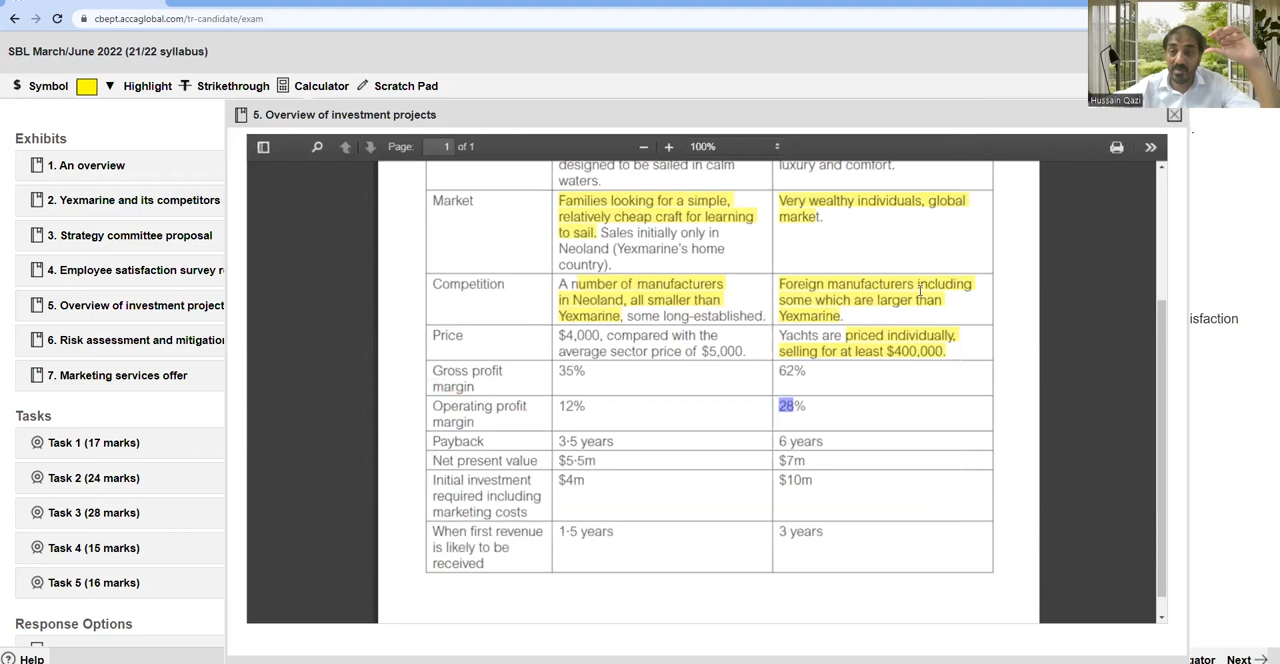 cbept.accaglobal.com/tr-candidate/exam
SBL March/June 2022 (21/22 syllabus)
Hussain Qazi
$ Symbol Highlight Strikethrough Calculator Scratch Pad
Exhibits
1. An overview
2. Yexmarine and its competitors
3. Strategy committee proposal
4. Employee satisfaction survey r
5. Overview of investment project
6. Risk assessment and mitigation
7. Marketing services offer
Tasks
Task 1 (17 marks)
Task 2 (24 marks)
Task 3 (28 marks)
Task 4 (15 marks)
Task 5 (16 marks)
Response Options
Help
5. Overview of investment projects
Page: 1 of 1
100%
designed to be sailed in calm
waters.
luxury and comfort.
Market
Families looking for a simple,
relatively cheap craft for learning
to sail. Sales initially only in
Neoland (Yexmarine's home
country).
Very wealthy individuals, global
market.
Competition
A number of manufacturers
in Neoland, all smaller than
Yexmarine, some long-established.
Foreign manufacturers including
some which are larger than
Yexmarine.
Price
$4,000, compared with the
average sector price of $5,000.
Yachts are priced individually,
selling for at least $400,000.
Gross profit
margin
35%
62%
Operating profit
margin
12%
28%
Payback
3·5 years
6 years
Net present value
$5·5m
$7m
Initial investment
required including
marketing costs
$4m
$10m
When first revenue
is likely to be
received
1·5 years
3 years
sfaction
gator Next